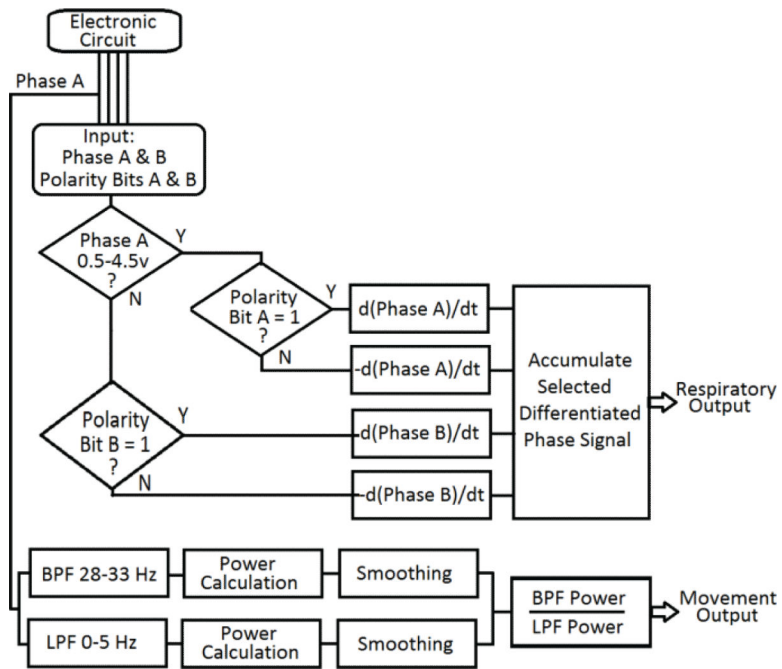 Electronic
Circuit
Phase A
Input:
Phase A & B
Polarity Bits A & B
Phase A
0.5-4.5v
?
Y
N
Polarity
Bit A = 1
?
Y
N
d(Phase A)/dt
-d(Phase A)/dt
Polarity
Bit B = 1
?
Y
N
d(Phase B)/dt
-d(Phase B)/dt
Accumulate
Selected
Differentiated
Phase Signal
Respiratory
Output
BPF 28-33 Hz
Power
Calculation
Smoothing
LPF 0-5 Hz
Power
Calculation
Smoothing
BPF Power
LPF Power
Movement
Output